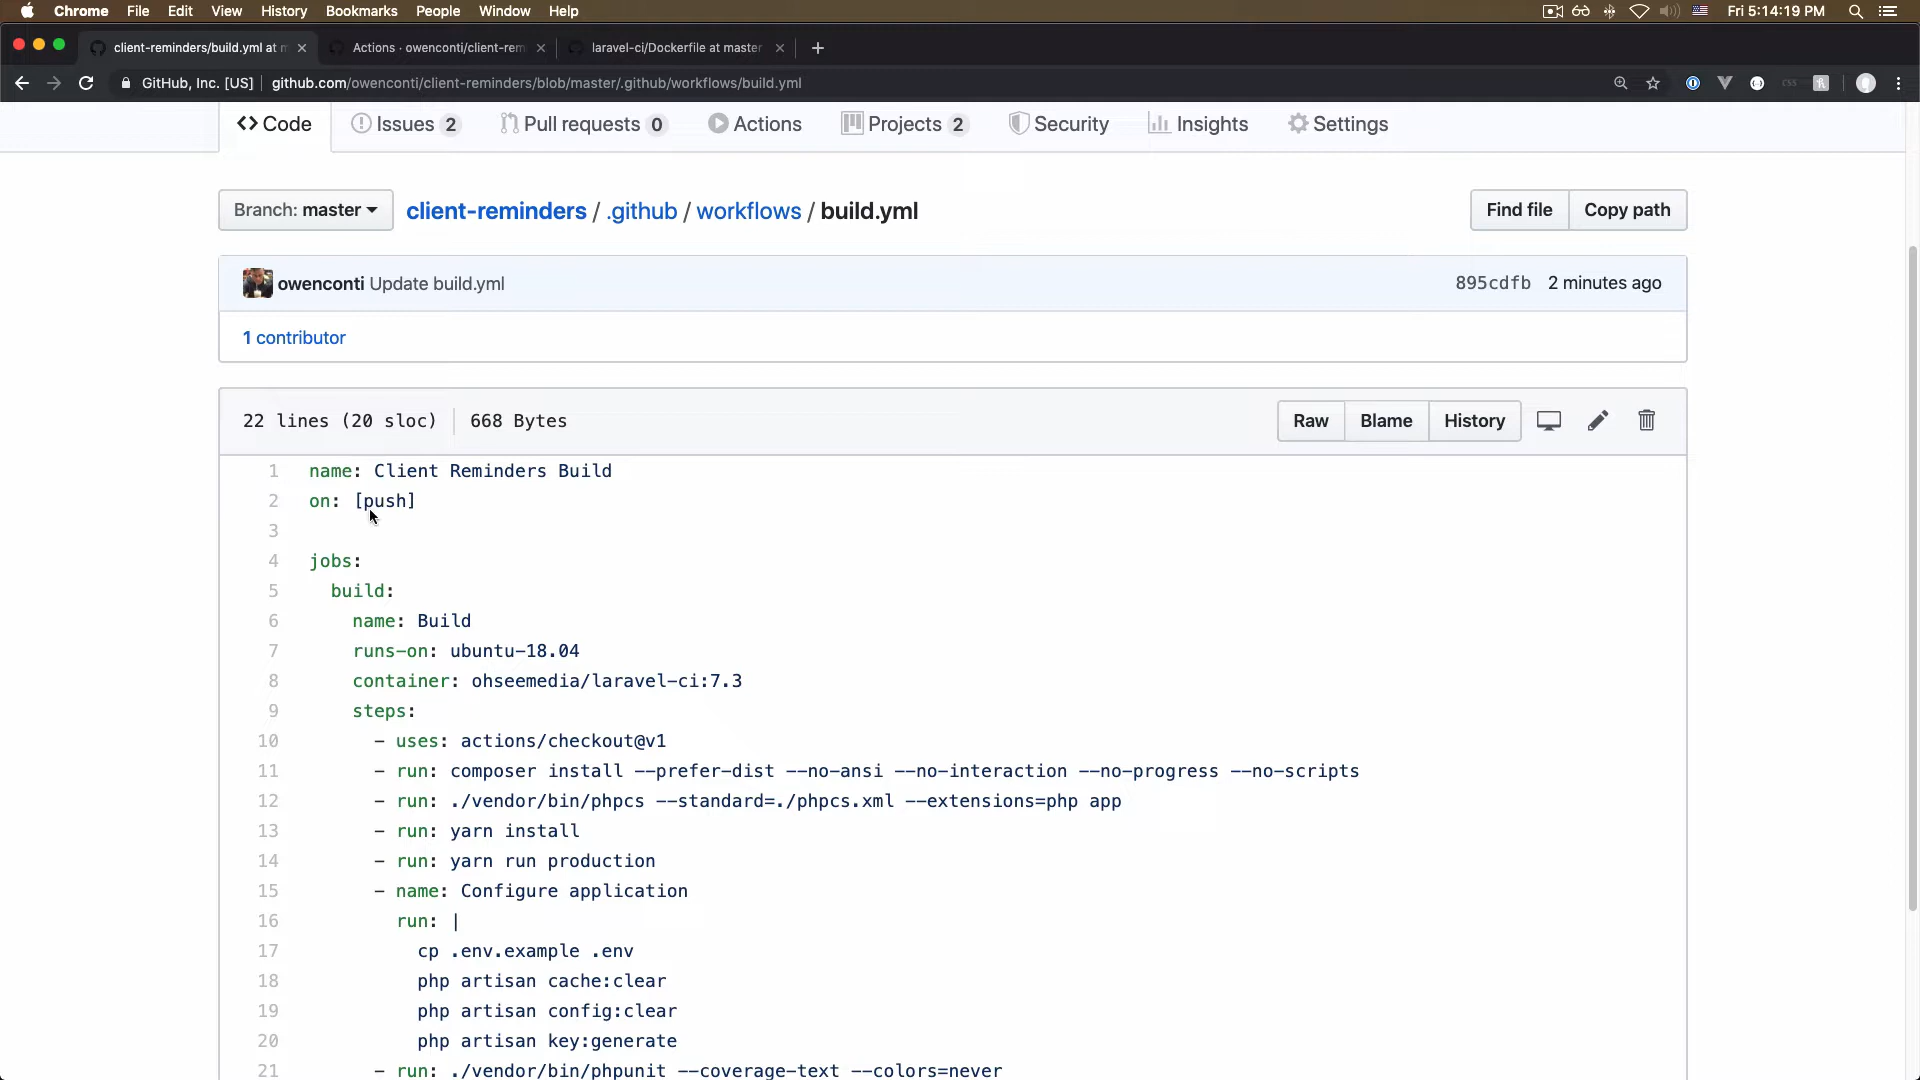 Chrome File Edit View History Bookmarks People Window Help Fri 5:14:19 PM
client-reminders/build.yml at m Actions · owenconti/client-rem laravel-ci/Dockerfile at master
GitHub, Inc. [US] github.com/owenconti/client-reminders/blob/master/.github/workflows/build.yml
Code Issues 2 Pull requests 0 Actions Projects 2 Security Insights Settings
Branch: master client-reminders / .github / workflows / build.yml Find file Copy path
owenconti Update build.yml 895cdfb 2 minutes ago
1 contributor
22 lines (20 sloc) 668 Bytes Raw Blame History
1 name: Client Reminders Build
2 on: [push]
3
4 jobs:
5 build:
6 name: Build
7 runs-on: ubuntu-18.04
8 container: ohseemedia/laravel-ci:7.3
9 steps:
10 - uses: actions/checkout@v1
11 - run: composer install --prefer-dist --no-ansi --no-interaction --no-progress --no-scripts
12 - run: ./vendor/bin/phpcs --standard=./phpcs.xml --extensions=php app
13 - run: yarn install
14 - run: yarn run production
15 - name: Configure application
16 run: |
17 cp .env.example .env
18 php artisan cache:clear
19 php artisan config:clear
20 php artisan key:generate
21 - run: ./vendor/bin/phpunit --coverage-text --colors=never